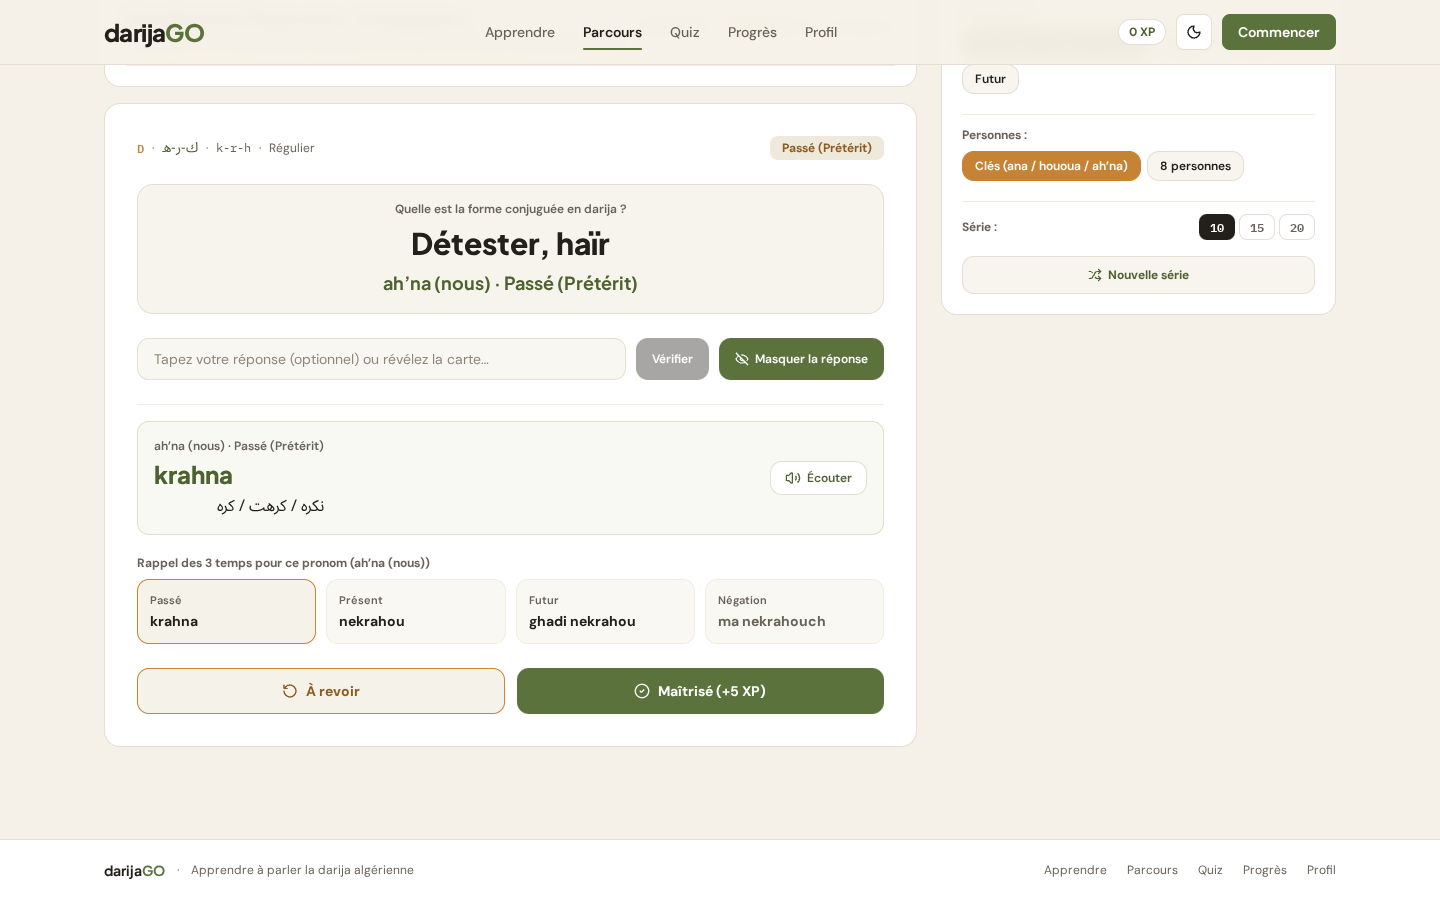 darijaGO
Apprendre
Parcours
Quiz
Progrès
Profil
0 XP
Commencer
D · ك-ر-ه · k-r-h · Régulier
Passé (Prétérit)
Quelle est la forme conjuguée en darija ?
Détester, haïr
ah’na (nous) · Passé (Prétérit)
Tapez votre réponse (optionnel) ou révélez la carte…
Vérifier
Masquer la réponse
ah’na (nous) · Passé (Prétérit)
krahna
نكره / كرهت / كره
Écouter
Rappel des 3 temps pour ce pronom (ah’na (nous))
Passé
krahna
Présent
nekrahou
Futur
ghadi nekrahou
Négation
ma nekrahouch
À revoir
Maîtrisé (+5 XP)
Futur
Personnes :
Clés (ana / hououa / ah’na)
8 personnes
Série :
10
15
20
Nouvelle série
darijaGO · Apprendre à parler la darija algérienne
Apprendre
Parcours
Quiz
Progrès
Profil